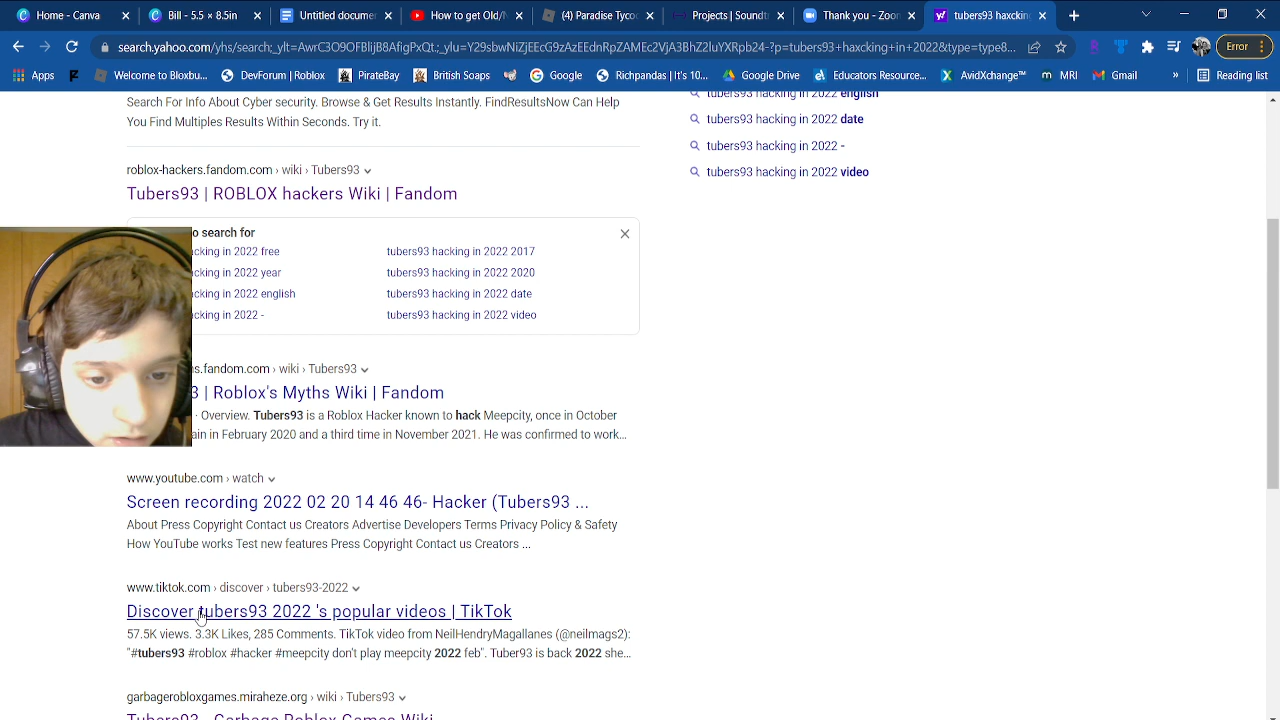 Home - Canva
Bill - 5.5 × 8.5in
Untitled documen
How to get Old/N
(4) Paradise Tyco
Projects | Soundt
Thank you - Zoon
tubers93 haxcking
search.yahoo.com/yhs/search;_ylt=AwrC3O9OFBljB8AfigPxQt.;_ylu=Y29sbwNiZjEEcG9zAzEEdnRpZAMEc2VjA3BhZ2luYXRpb24-?p=tubers93+haxcking+in+2022&type=type8...
Error
Apps
Welcome to Bloxbu...
DevForum | Roblox
PirateBay
British Soaps
Google
Richpandas | It's 10...
Google Drive
Educators Resource...
AvidXchange™
MRI
Gmail
»
Reading list
Search For Info About Cyber security. Browse & Get Results Instantly. FindResultsNow Can Help
You Find Multiples Results Within Seconds. Try it.
tubers93 hacking in 2022 english
tubers93 hacking in 2022 date
tubers93 hacking in 2022 -
tubers93 hacking in 2022 video
roblox-hackers.fandom.com › wiki › Tubers93
Tubers93 | ROBLOX hackers Wiki | Fandom
o search for
cking in 2022 free
tubers93 hacking in 2022 2017
cking in 2022 year
tubers93 hacking in 2022 2020
cking in 2022 english
tubers93 hacking in 2022 date
cking in 2022 -
tubers93 hacking in 2022 video
s.fandom.com › wiki › Tubers93
3 | Roblox's Myths Wiki | Fandom
· Overview. Tubers93 is a Roblox Hacker known to hack Meepcity, once in October
ain in February 2020 and a third time in November 2021. He was confirmed to work...
www.youtube.com › watch
Screen recording 2022 02 20 14 46 46- Hacker (Tubers93 ...
About Press Copyright Contact us Creators Advertise Developers Terms Privacy Policy & Safety
How YouTube works Test new features Press Copyright Contact us Creators ...
www.tiktok.com › discover › tubers93-2022
Discover tubers93 2022 's popular videos | TikTok
57.5K views. 3.3K Likes, 285 Comments. TikTok video from NeilHendryMagallanes (@neilmags2):
"#tubers93 #roblox #hacker #meepcity don't play meepcity 2022 feb". Tuber93 is back 2022 she...
garbagerobloxgames.miraheze.org › wiki › Tubers93
Tubers93 - Garbage Roblox Games Wiki